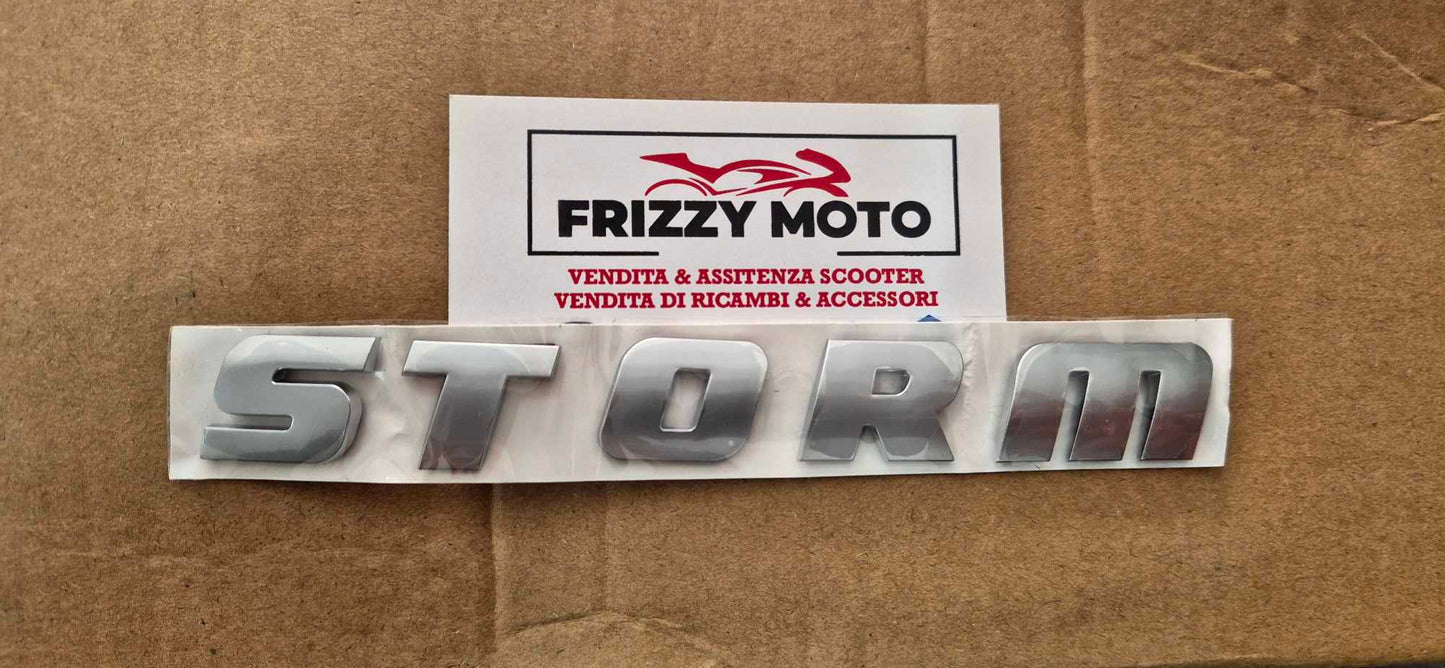 FRIZZY MOTO
VENDITA & ASSITENZA SCOOTER
VENDITA DI RICAMBI & ACCESSORI
STORM